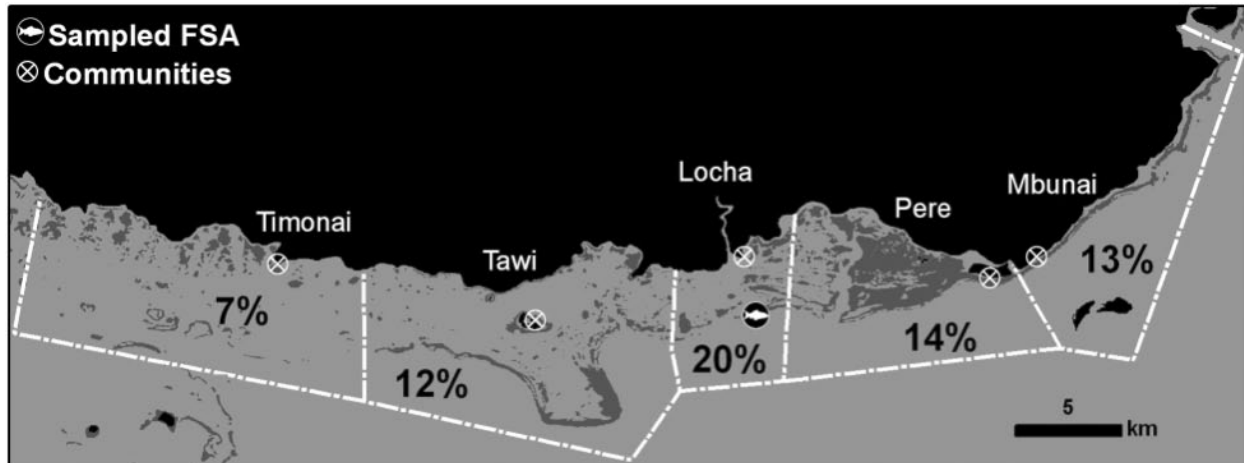 Sampled FSA
Communities
Locha
Timonai
Tawi
Pere
Mbunai
7%
12%
20%
14%
13%
5
km